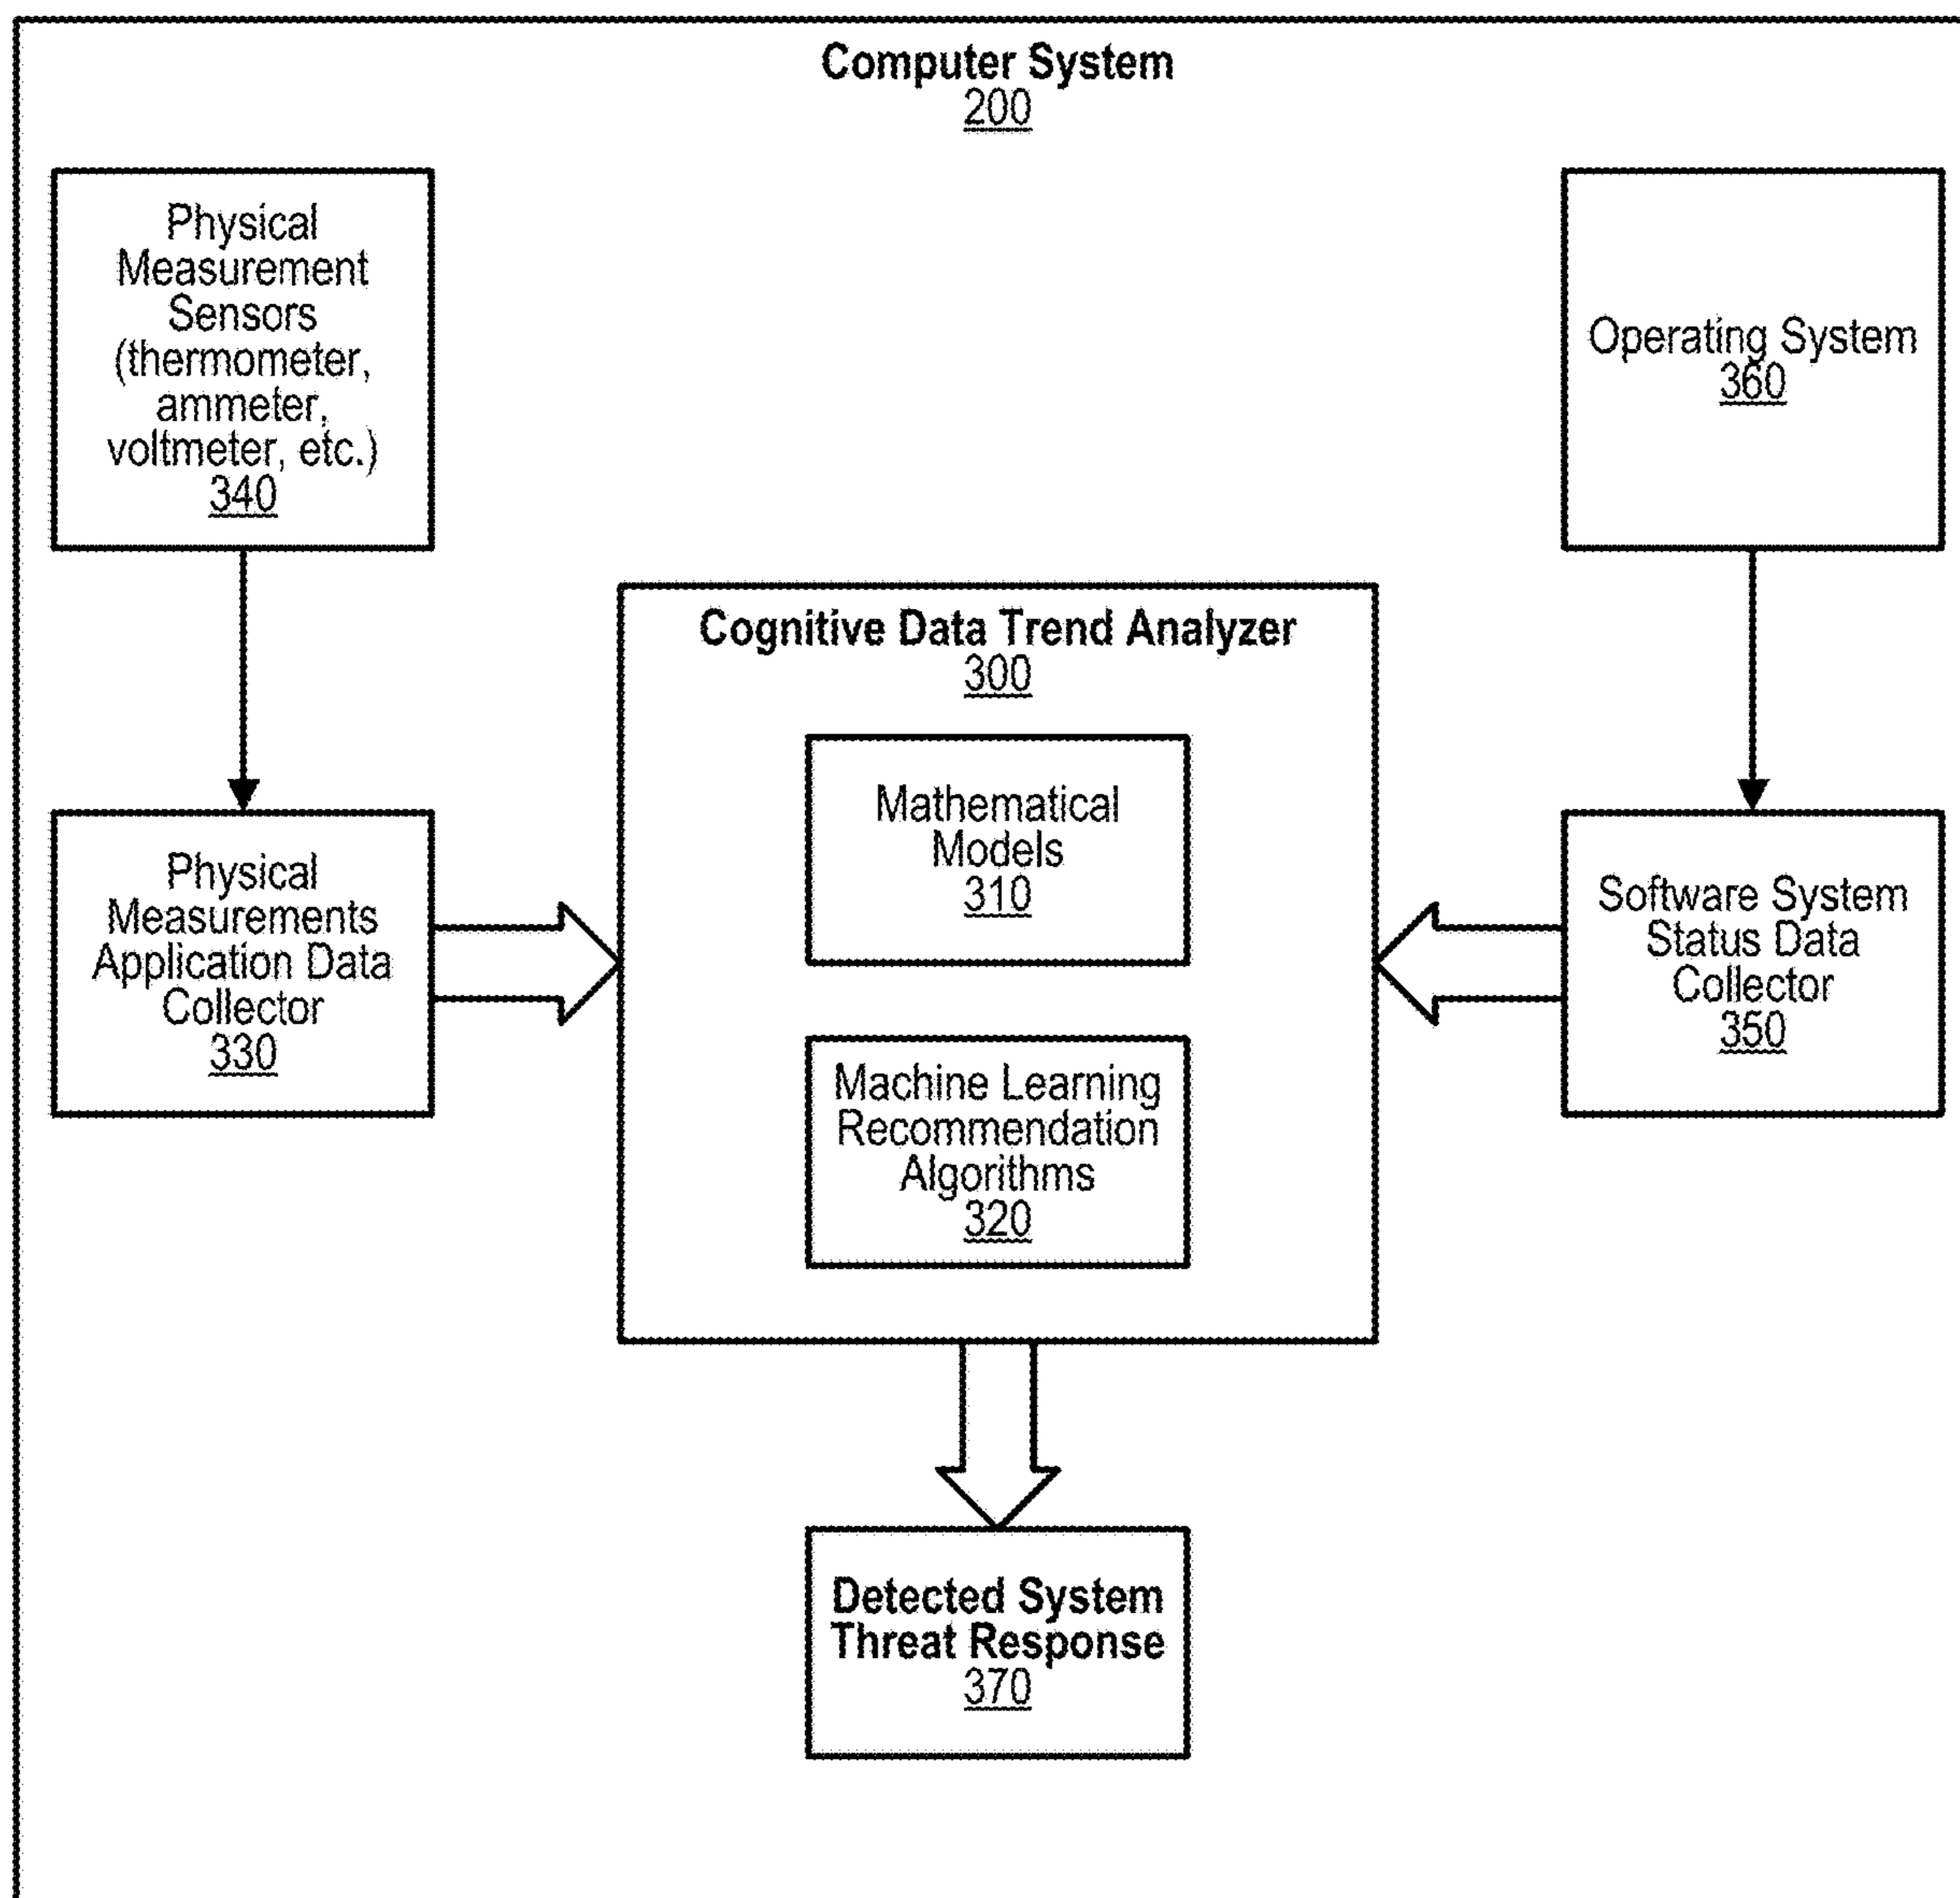 Computer System
200
Physical
Measurement
Sensors
(thermometer,
ammeter,
voltmeter, etc.)
340
Operating System
360
Cognitive Data Trend Analyzer
300
Mathematical
Models
310
Physical
Measurements
Application Data
Collector
330
Software System
Status Data
Collector
350
Machine Learning
Recommendation
Algorithms
320
Detected System
Threat Response
370